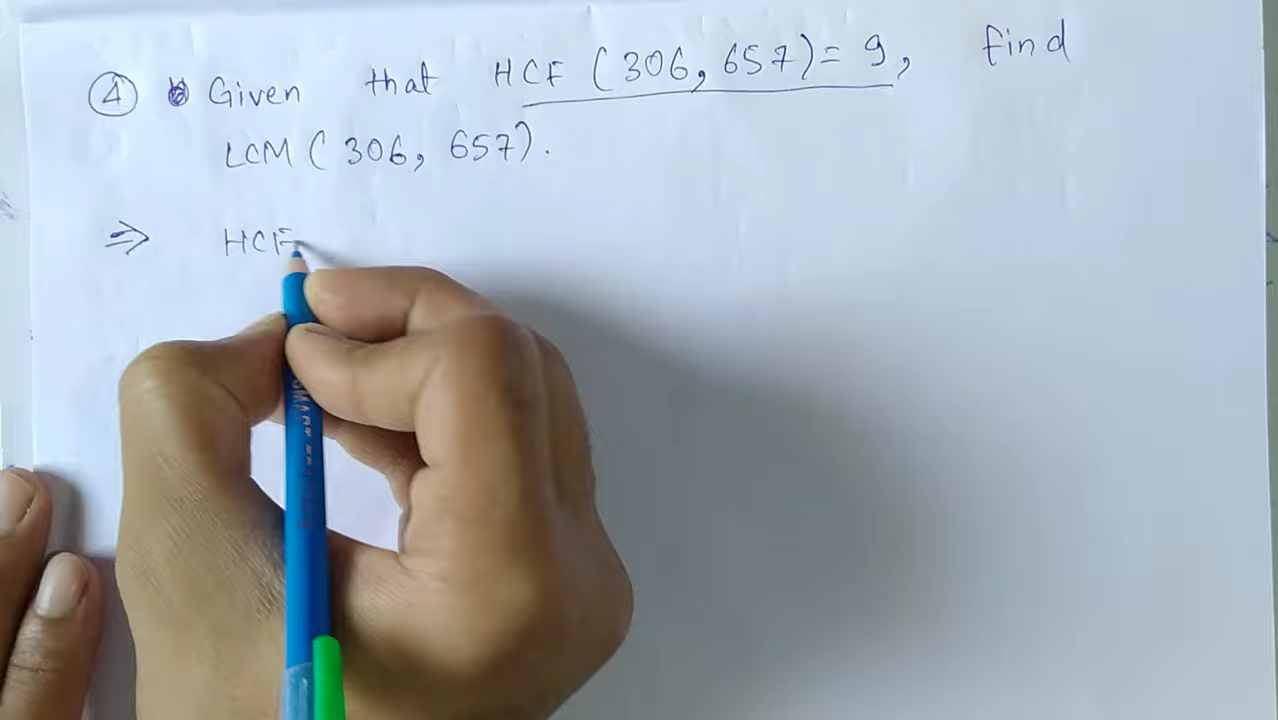 ④ Given that HCF (306, 657) = 9, find
LCM (306, 657).
⇒ HCF